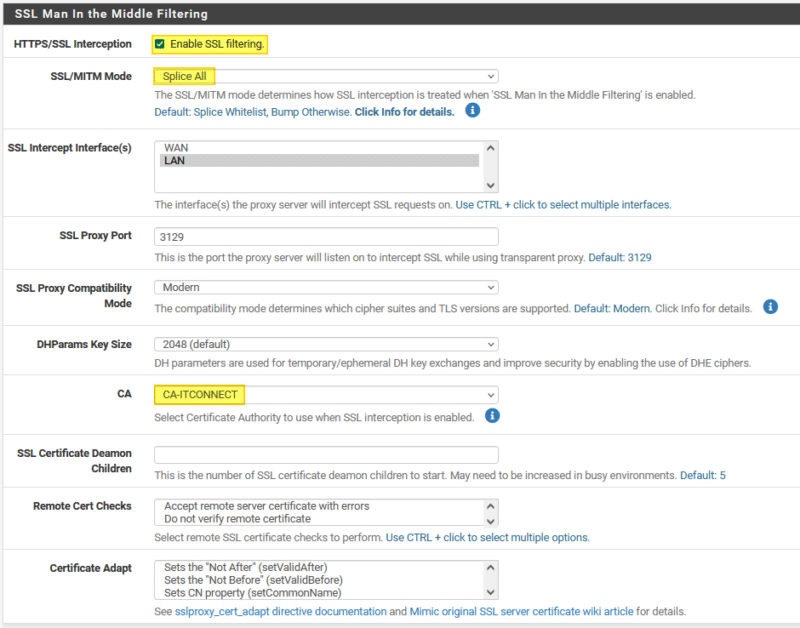 SSL Man In the Middle Filtering
HTTPS/SSL Interception
Enable SSL filtering.
SSL/MITM Mode
Splice All
The SSL/MITM mode determines how SSL interception is treated when 'SSL Man In the Middle Filtering' is enabled.
Default: Splice Whitelist, Bump Otherwise. Click Info for details.
SSL Intercept Interface(s)
WAN
LAN
The interface(s) the proxy server will intercept SSL requests on. Use CTRL + click to select multiple interfaces.
SSL Proxy Port
3129
This is the port the proxy server will listen on to intercept SSL while using transparent proxy. Default: 3129
SSL Proxy Compatibility
Mode
Modern
The compatibility mode determines which cipher suites and TLS versions are supported. Default: Modern. Click Info for details.
DHParams Key Size
2048 (default)
DH parameters are used for temporary/ephemeral DH key exchanges and improve security by enabling the use of DHE ciphers.
CA
CA-ITCONNECT
Select Certificate Authority to use when SSL interception is enabled.
SSL Certificate Deamon
Children
This is the number of SSL certificate deamon children to start. May need to be increased in busy environments. Default: 5
Remote Cert Checks
Accept remote server certificate with errors
Do not verify remote certificate
Select remote SSL certificate checks to perform. Use CTRL + click to select multiple options.
Certificate Adapt
Sets the "Not After" (setValidAfter)
Sets the "Not Before" (setValidBefore)
Sets CN property (setCommonName)
See sslproxy_cert_adapt directive documentation and Mimic original SSL server certificate wiki article for details.